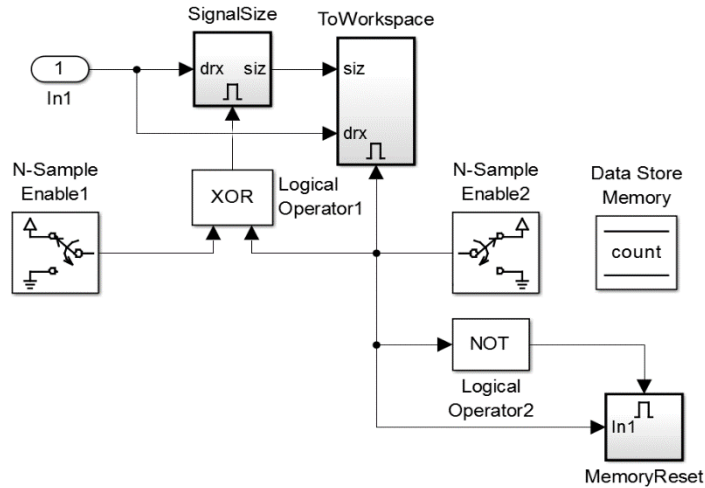 SignalSize
ToWorkspace
1
In1
drx
siz
siz
drx
N-Sample
Enable1
XOR
Logical
Operator1
N-Sample
Enable2
Data Store
Memory
count
NOT
Logical
Operator2
In1
MemoryReset